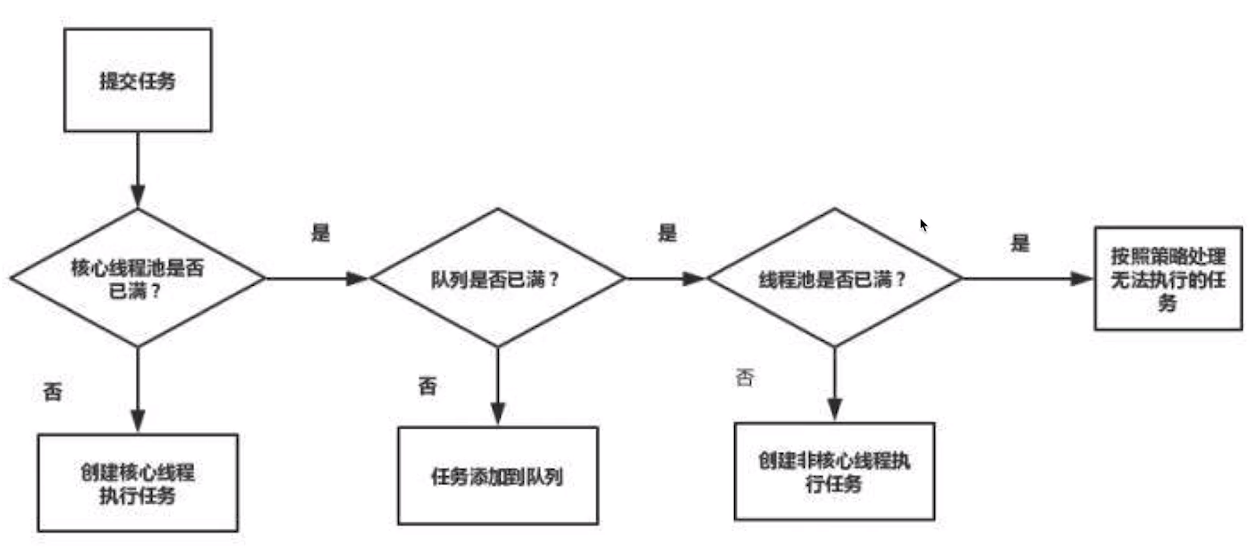 提交任务
核心线程池是否
已满？
是
队列是否已满？
是
线程池是否已满？
是
按照策略处理
无法执行的任
务
否
创建核心线程
执行任务
否
任务添加到队列
否
创建非核心线程执
行任务